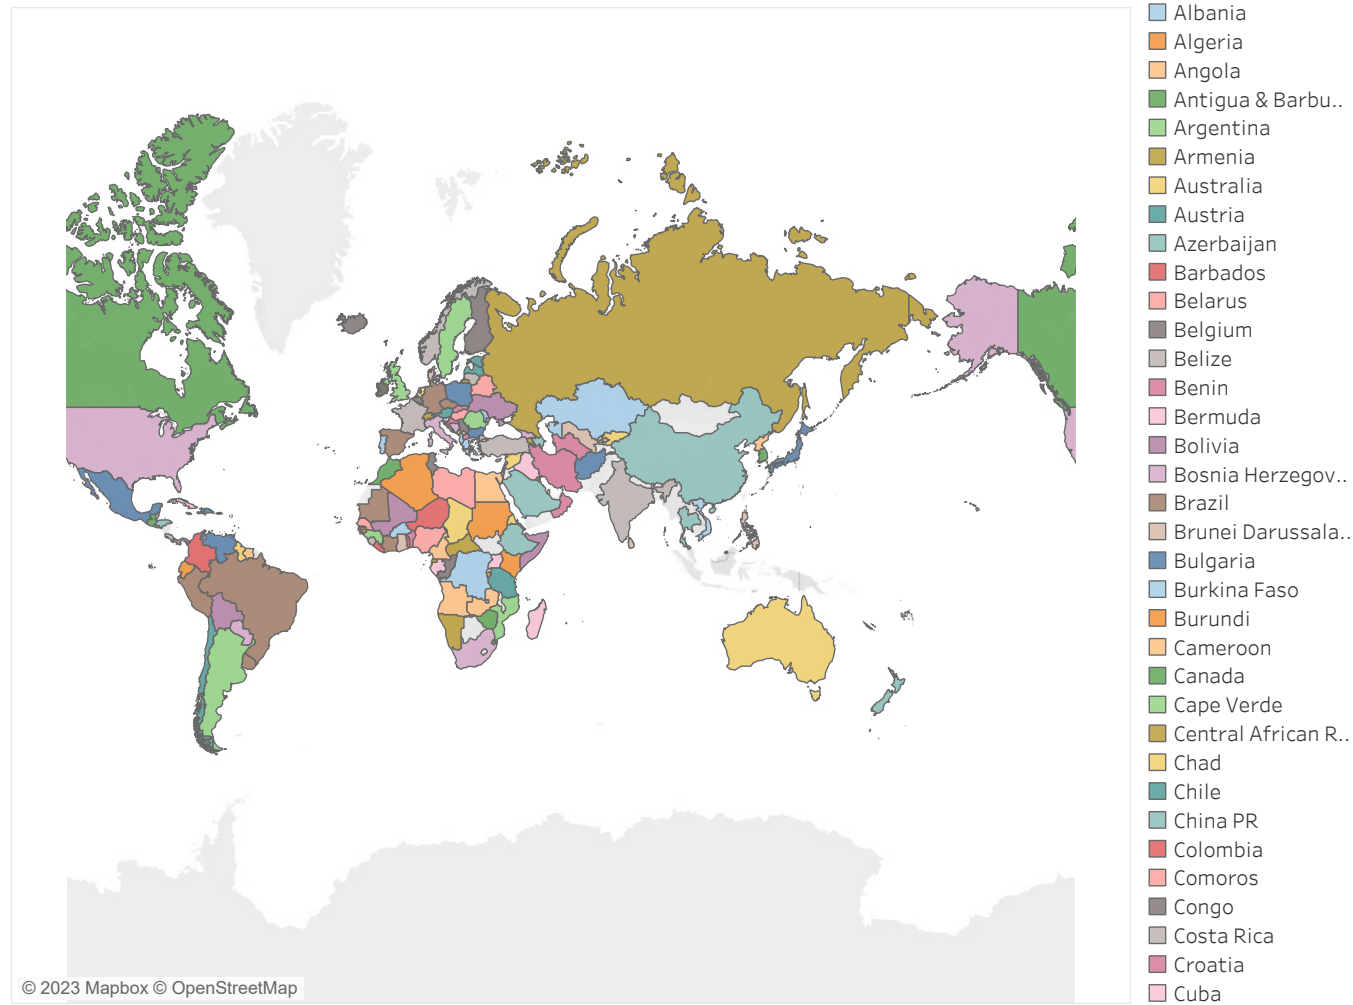 Albania
Algeria
Angola
Antigua & Barbu..
Argentina
Armenia
Australia
Austria
Azerbaijan
Barbados
Belarus
Belgium
Belize
Benin
Bermuda
Bolivia
Bosnia Herzegov..
Brazil
Brunei Darussala..
Bulgaria
Burkina Faso
Burundi
Cameroon
Canada
Cape Verde
Central African R..
Chad
Chile
China PR
Colombia
Comoros
Congo
Costa Rica
Croatia
Cuba
© 2023 Mapbox © OpenStreetMap